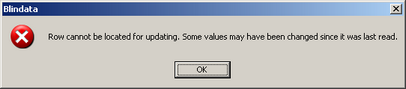 Blindata
Row cannot be located for updating. Some values may have been changed since it was last read.
OK